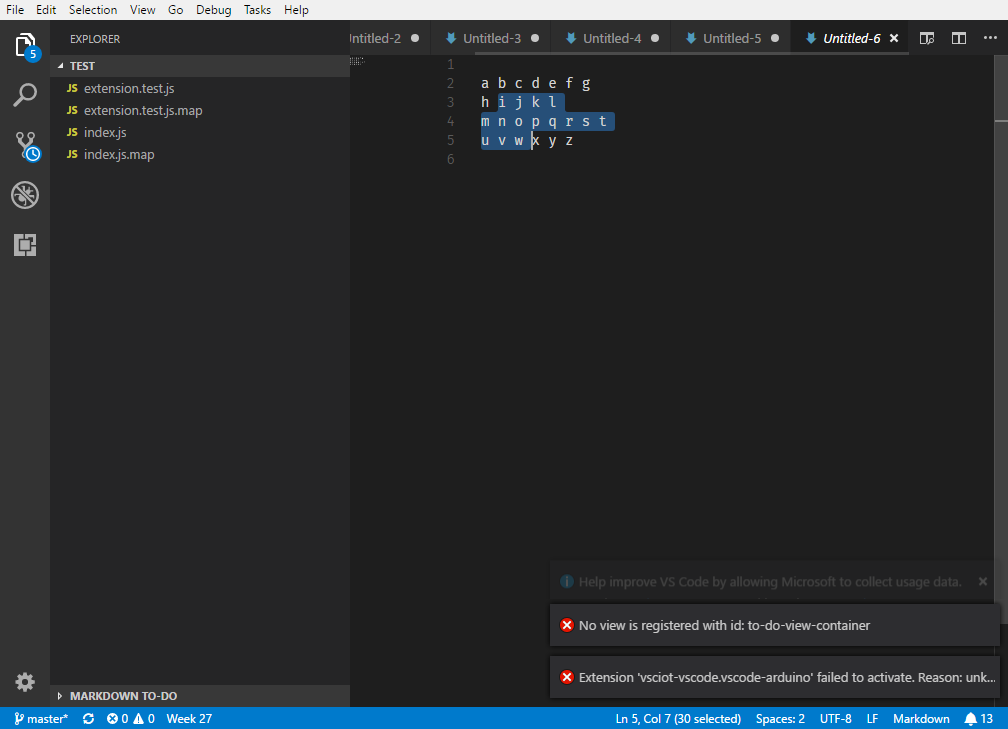 File Edit Selection View Go Debug Tasks Help
EXPLORER
ntitled-2 Untitled-3 Untitled-4 Untitled-5 Untitled-6
5
TEST
JS extension.test.js
JS extension.test.js.map
JS index.js
JS index.js.map
1
2 a b c d e f g
3 h i j k l
4 m n o p q r s t
5 u v w x y z
6
Help improve VS Code by allowing Microsoft to collect usage data.
No view is registered with id: to-do-view-container
Extension 'vsciot-vscode.vscode-arduino' failed to activate. Reason: unk...
MARKDOWN TO-DO
master* 0 0 Week 27 Ln 5, Col 7 (30 selected) Spaces: 2 UTF-8 LF Markdown 13